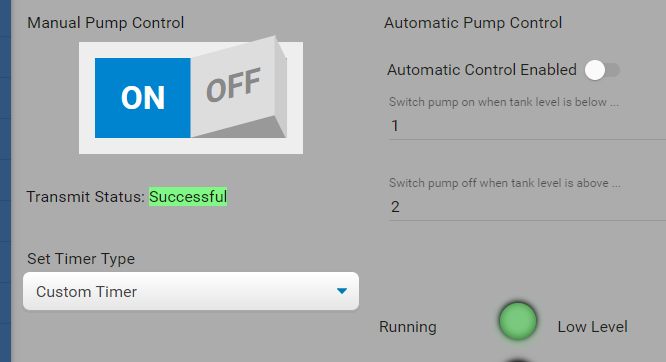 Manual Pump Control
ON
OFF
Transmit Status: Successful
Set Timer Type
Custom Timer
Automatic Pump Control
Automatic Control Enabled
Switch pump on when tank level is below ...
1
Switch pump off when tank level is above ...
2
Running
Low Level